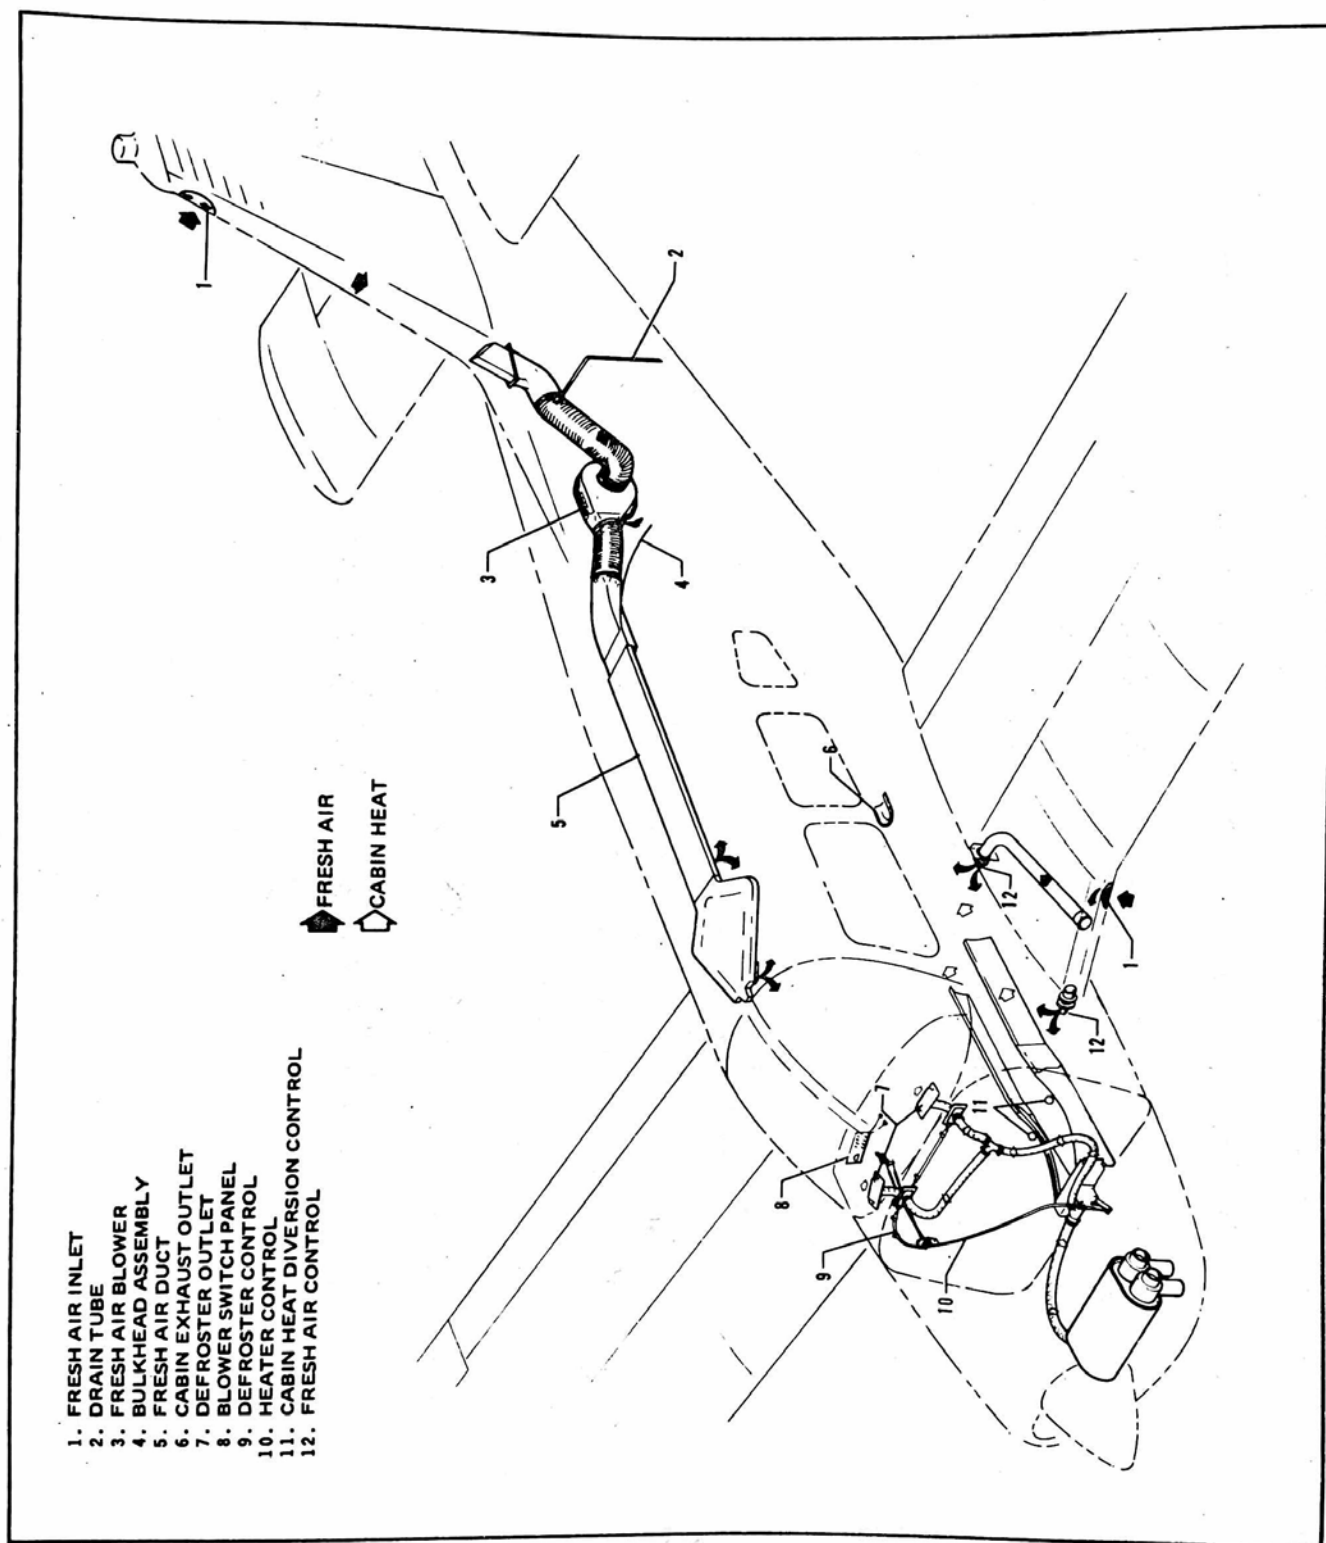 1. FRESH AIR INLET
2. DRAIN TUBE
3. FRESH AIR BLOWER
4. BULKHEAD ASSEMBLY
5. FRESH AIR DUCT
6. CABIN EXHAUST OUTLET
7. DEFROSTER OUTLET
8. BLOWER SWITCH PANEL
9. DEFROSTER CONTROL
10. HEATER CONTROL
11. CABIN HEAT DIVERSION CONTROL
12. FRESH AIR CONTROL
FRESH AIR
CABIN HEAT
1
2
3
4
5
6
12
1
12
7
11
8
9
10